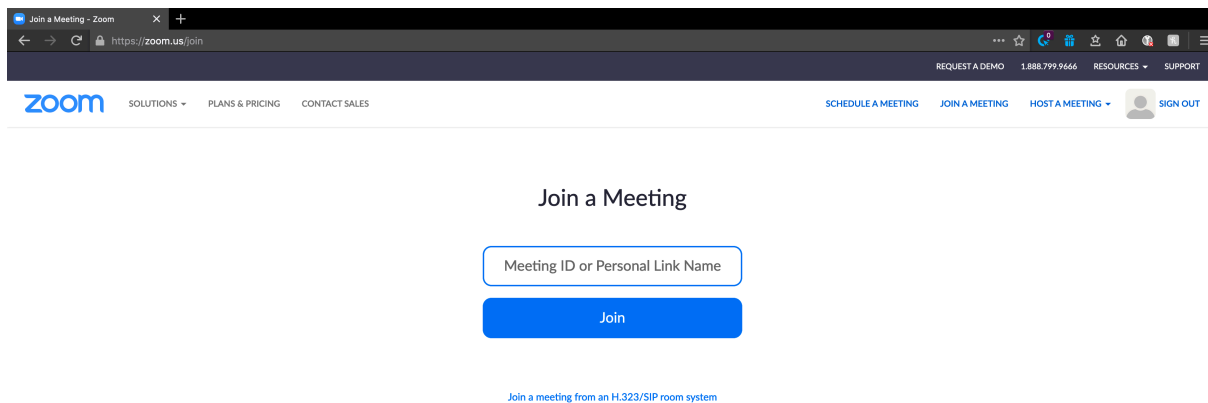 Join a Meeting - Zoom
https://zoom.us/join
0
REQUEST A DEMO 1.888.799.9666 RESOURCES SUPPORT
zoom SOLUTIONS PLANS & PRICING CONTACT SALES SCHEDULE A MEETING JOIN A MEETING HOST A MEETING SIGN OUT
Join a Meeting
Meeting ID or Personal Link Name
Join
Join a meeting from an H.323/SIP room system